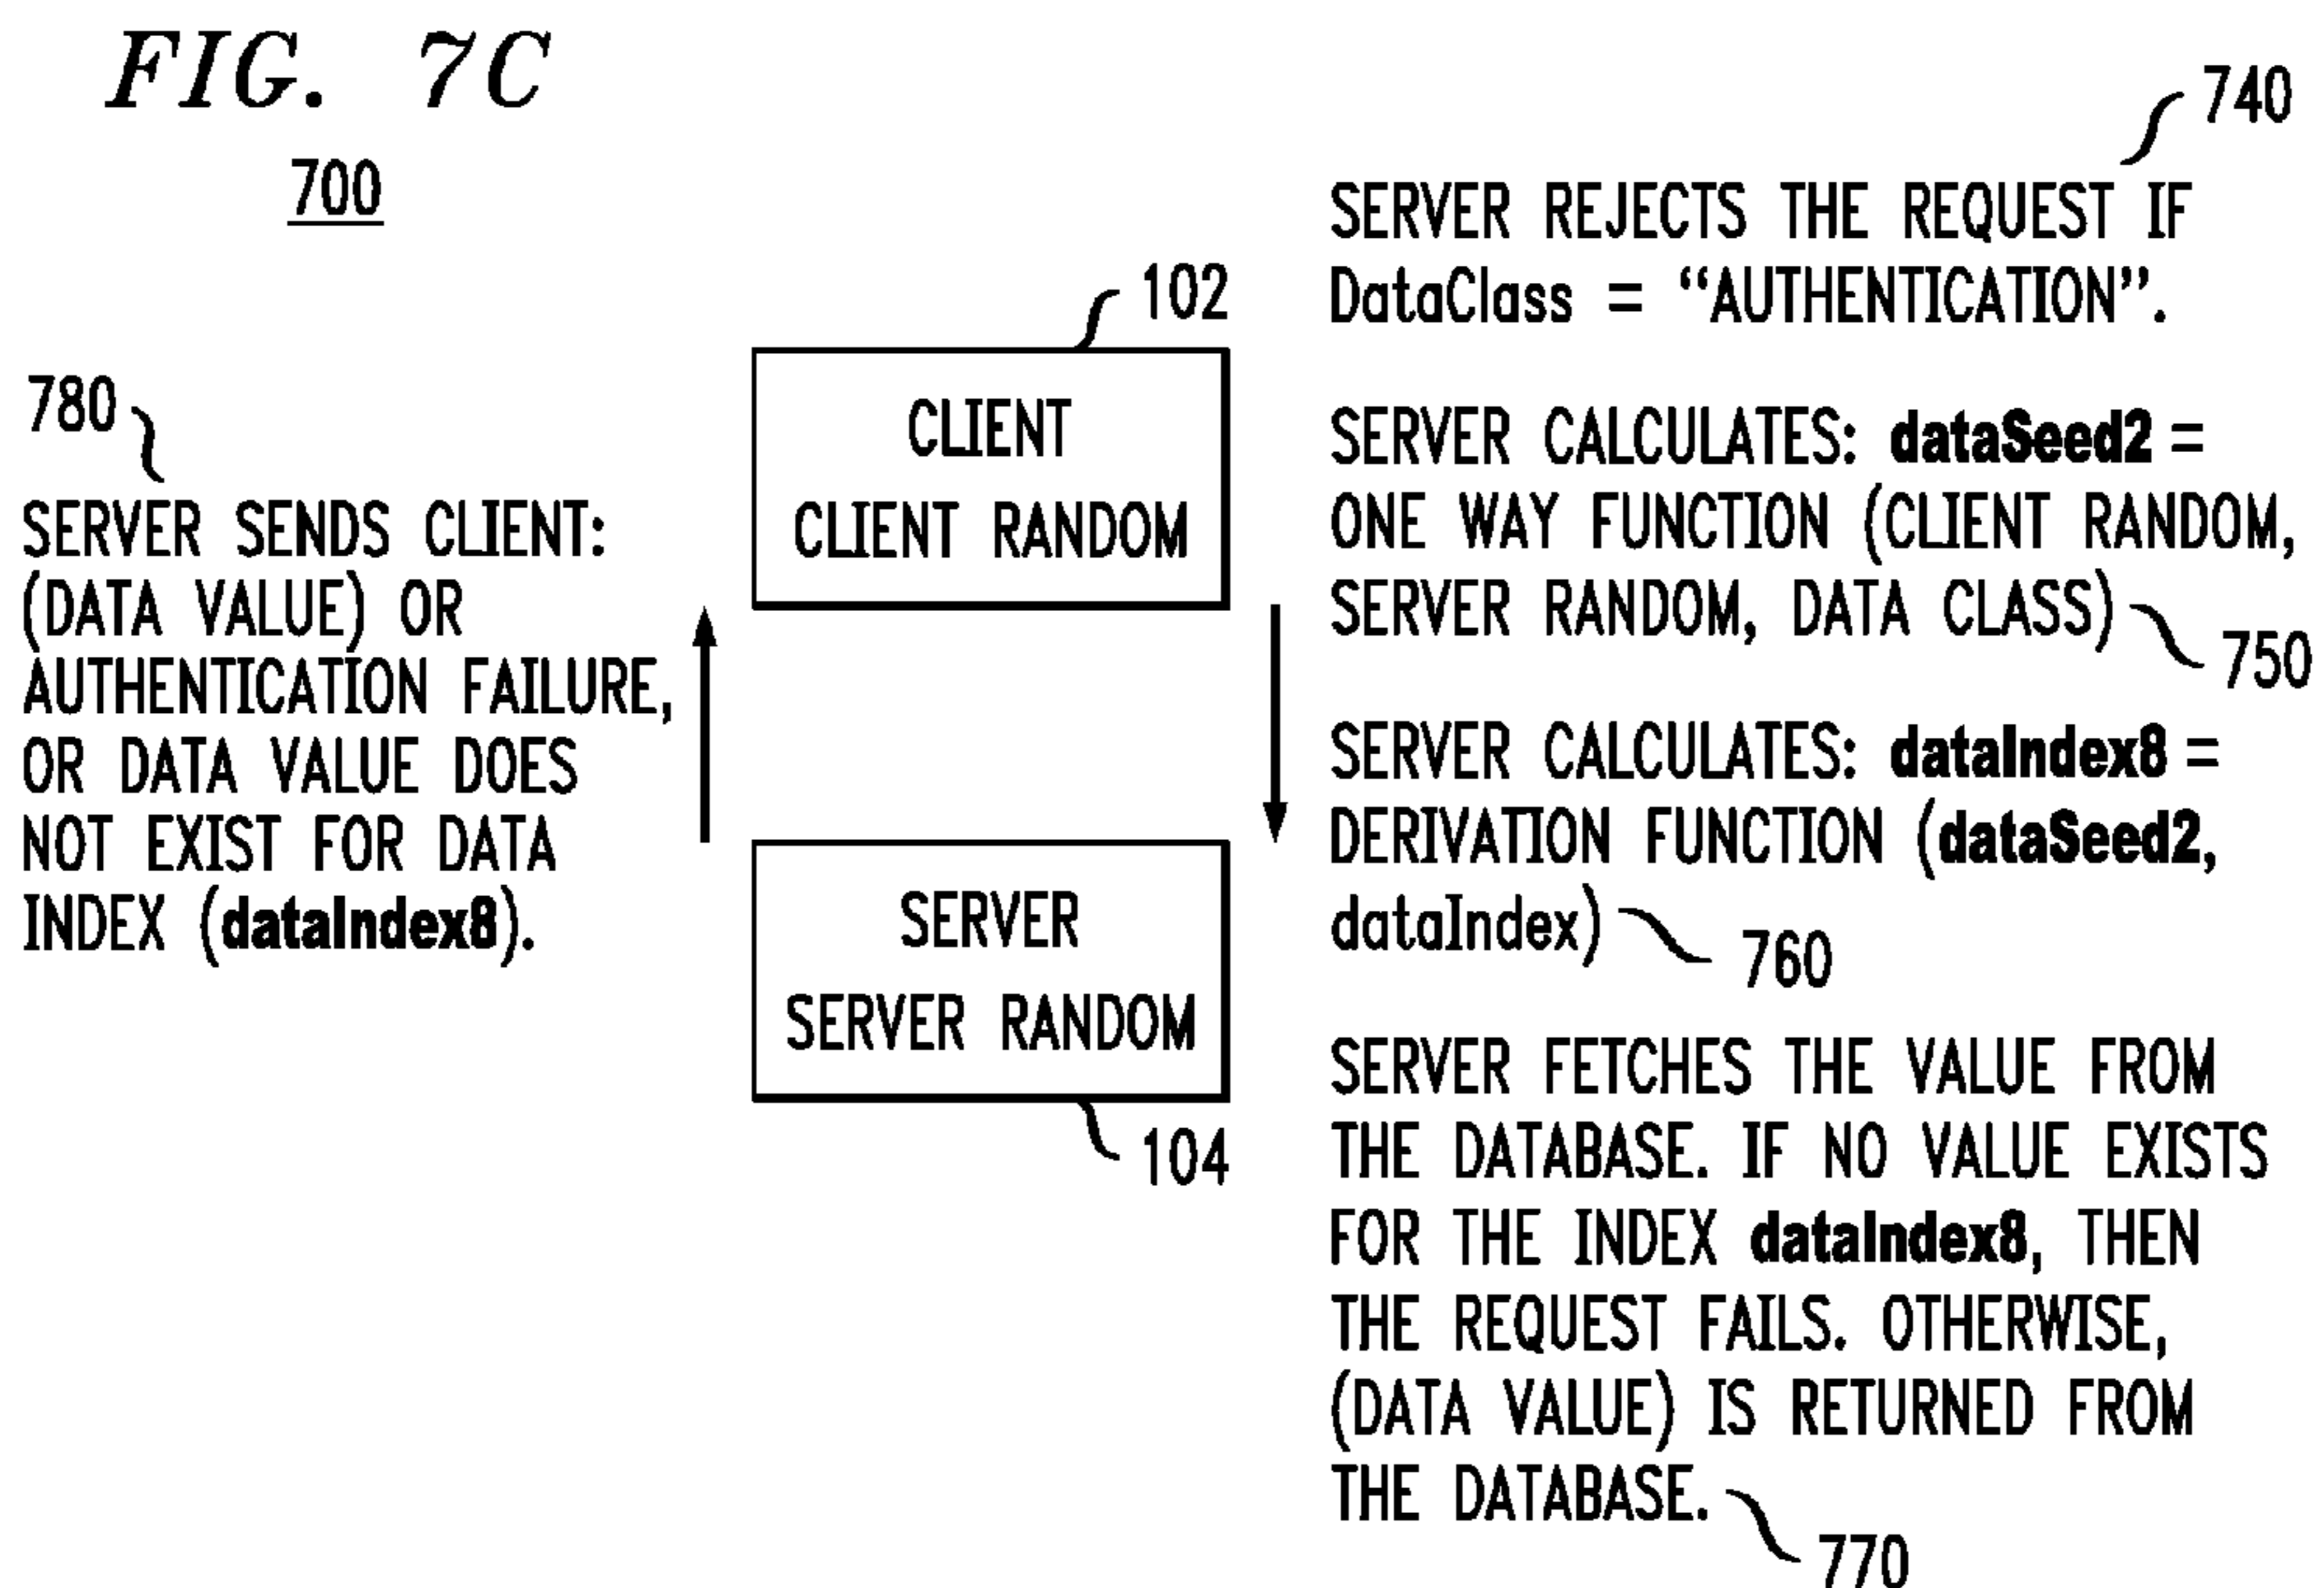 FIG. 7C
700
740
SERVER REJECTS THE REQUEST IF
DataClass = “AUTHENTICATION”.
102
CLIENT
CLIENT RANDOM
780
SERVER SENDS CLIENT:
(DATA VALUE) OR
AUTHENTICATION FAILURE,
OR DATA VALUE DOES
NOT EXIST FOR DATA
INDEX (dataIndex8).
SERVER CALCULATES: dataSeed2 =
ONE WAY FUNCTION (CLIENT RANDOM,
SERVER RANDOM, DATA CLASS)
750
SERVER CALCULATES: dataIndex8 =
DERIVATION FUNCTION (dataSeed2,
dataIndex)
760
SERVER
SERVER RANDOM
104
SERVER FETCHES THE VALUE FROM
THE DATABASE. IF NO VALUE EXISTS
FOR THE INDEX dataIndex8, THEN
THE REQUEST FAILS. OTHERWISE,
(DATA VALUE) IS RETURNED FROM
THE DATABASE.
770